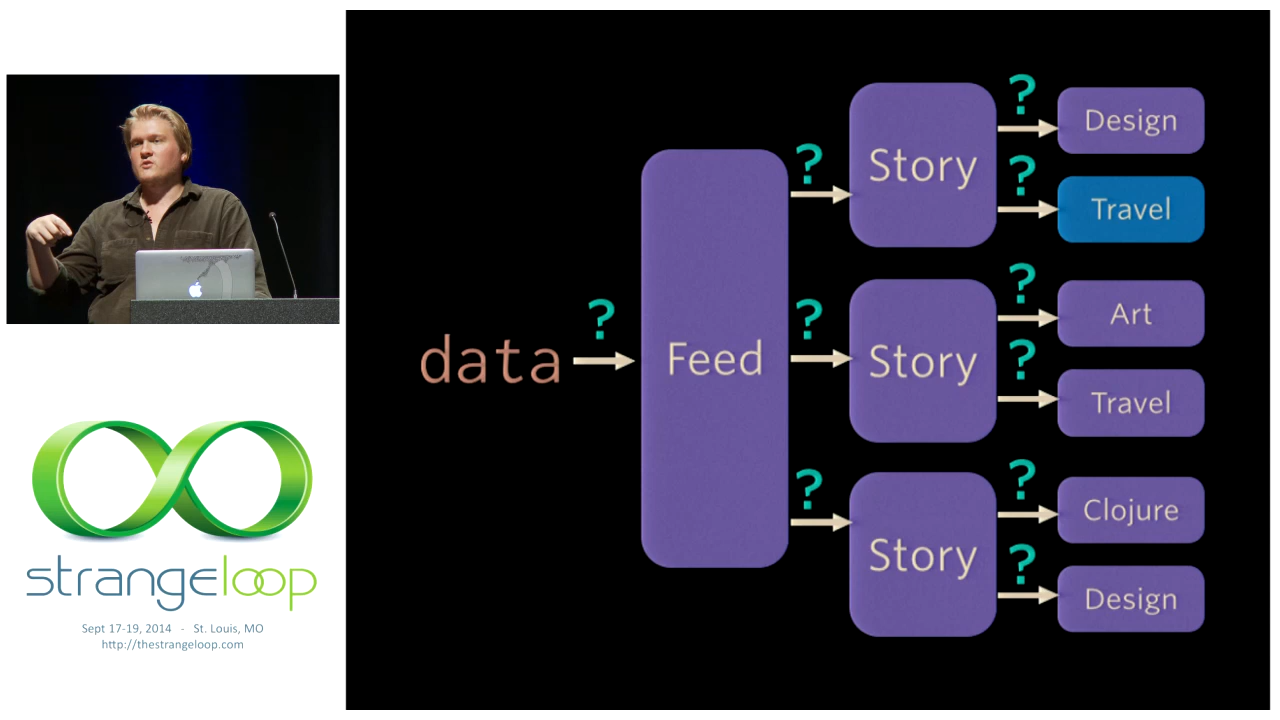 strangeloop
Sept 17-19, 2014 - St. Louis, MO
http://thestrangeloop.com
data
?
Feed
?
?
?
Story
?
Design
?
Travel
Story
?
Art
?
Travel
Story
?
Clojure
?
Design